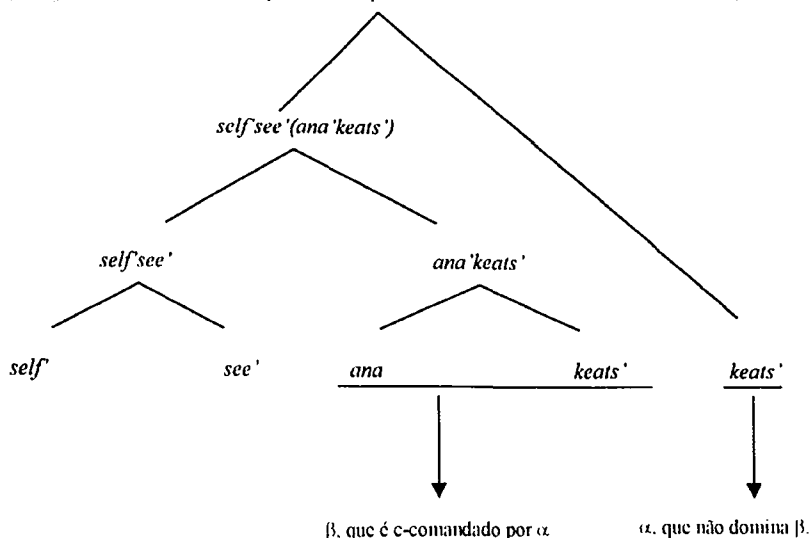 self'see'(ana'keats')
self'see' ana'keats'
self' see' ana keats' keats'
β, que é c-comandado por α α, que não domina β.